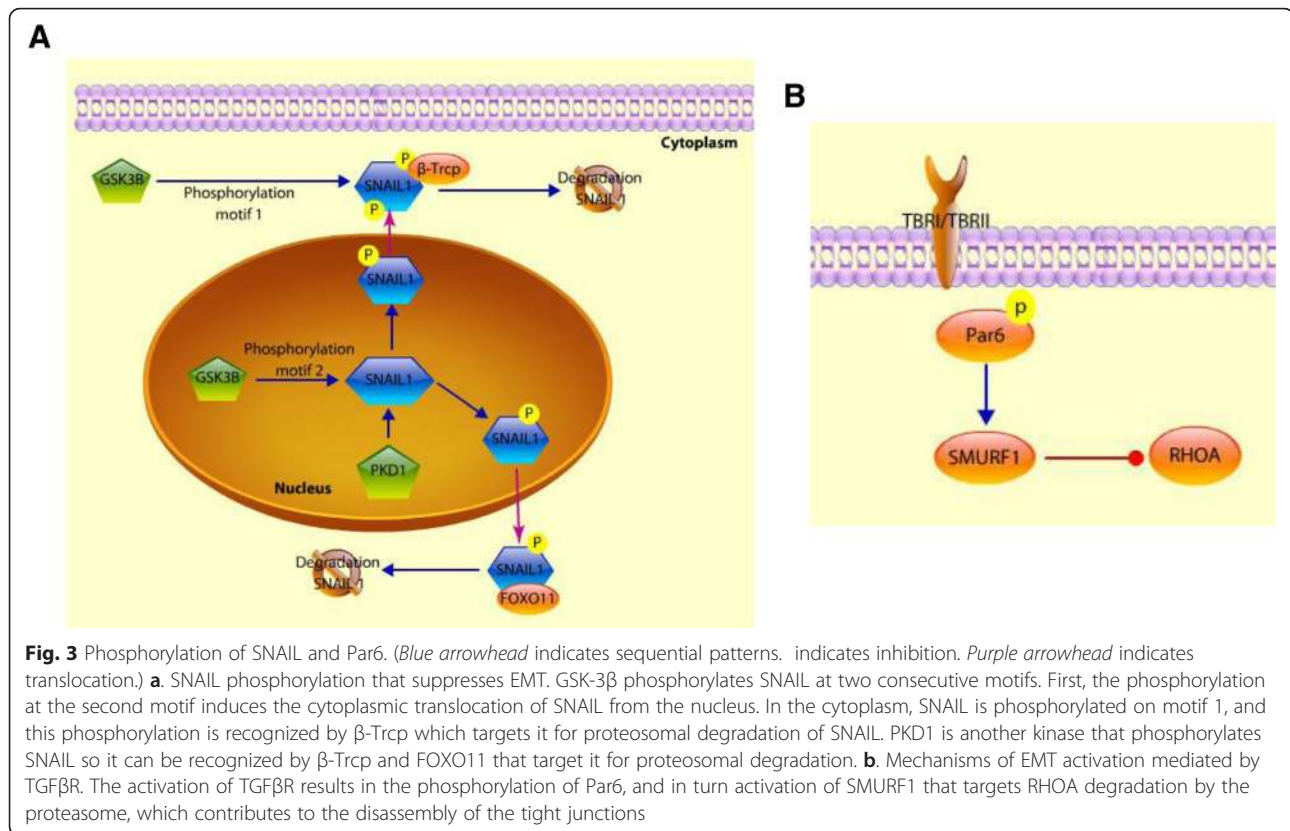 A
B
Cytoplasm
GSK3B
Phosphorylation
motif 1
P
SNAIL1
β-Trcp
P
Degradation
SNAIL 1
P
SNAIL1
GSK3B
Phosphorylation
motif 2
SNAIL1
P
SNAIL1
PKD1
Nucleus
P
SNAIL1
FOXO11
Degradation
SNAIL 1
TBRI/TBRII
p
Par6
SMURF1
RHOA
Fig. 3 Phosphorylation of SNAIL and Par6. (Blue arrowhead indicates sequential patterns. indicates inhibition. Purple arrowhead indicates
translocation.) a. SNAIL phosphorylation that suppresses EMT. GSK-3β phosphorylates SNAIL at two consecutive motifs. First, the phosphorylation
at the second motif induces the cytoplasmic translocation of SNAIL from the nucleus. In the cytoplasm, SNAIL is phosphorylated on motif 1, and
this phosphorylation is recognized by β-Trcp which targets it for proteosomal degradation of SNAIL. PKD1 is another kinase that phosphorylates
SNAIL so it can be recognized by β-Trcp and FOXO11 that target it for proteosomal degradation. b. Mechanisms of EMT activation mediated by
TGFβR. The activation of TGFβR results in the phosphorylation of Par6, and in turn activation of SMURF1 that targets RHOA degradation by the
proteasome, which contributes to the disassembly of the tight junctions